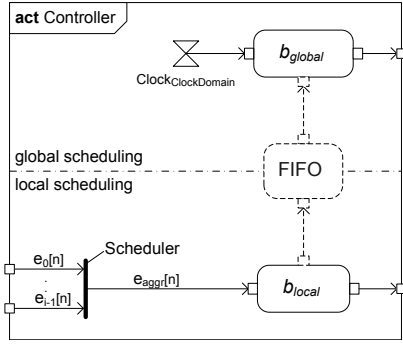 act Controller
b_global
Clock_ClockDomain
global scheduling
FIFO
local scheduling
Scheduler
e_0[n]
e_aggr[n]
:
e_i-1[n]
b_local